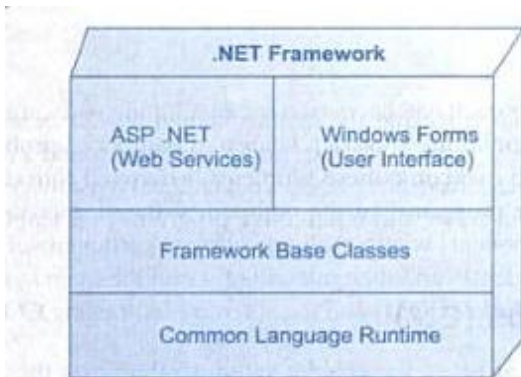 .NET Framework
ASP .NET
(Web Services)
Windows Forms
(User Interface)
Framework Base Classes
Common Language Runtime